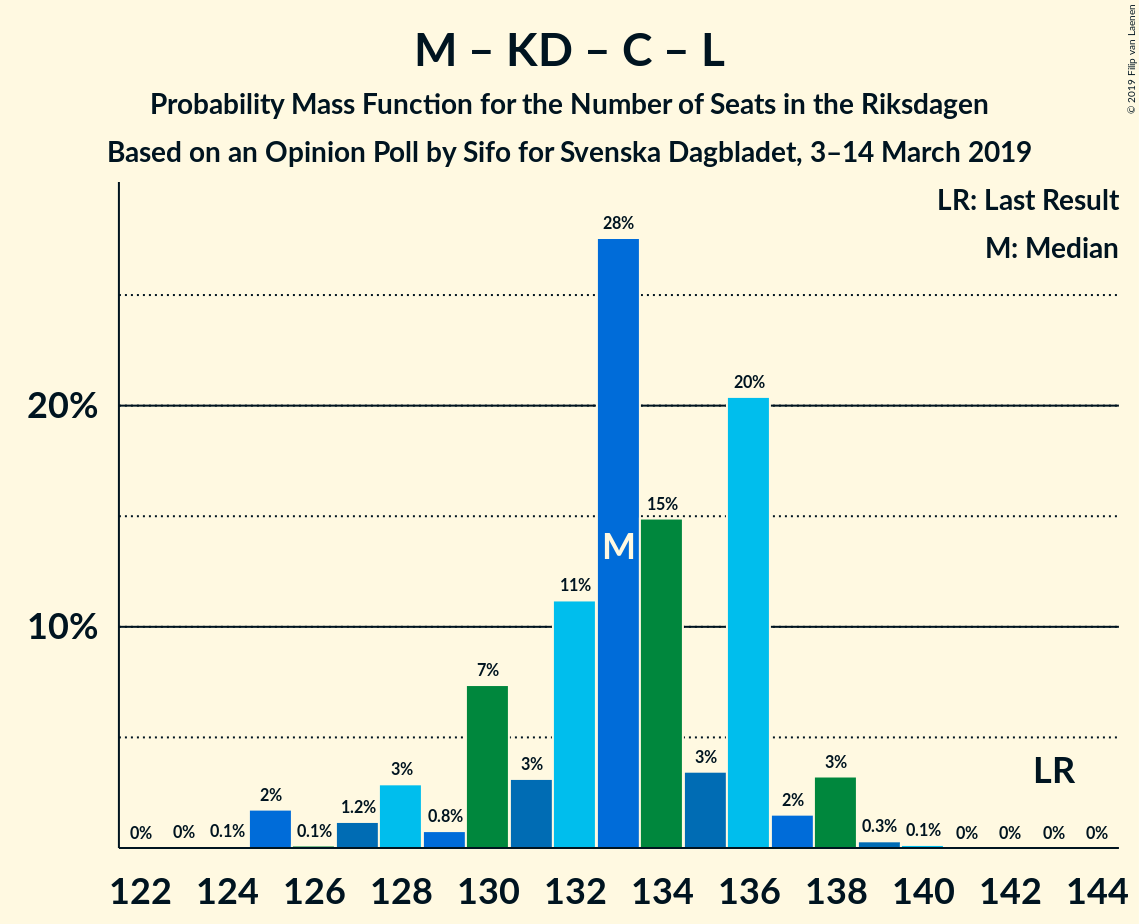 M – KD – C – L
Probability Mass Function for the Number of Seats in the Riksdagen
Based on an Opinion Poll by Sifo for Svenska Dagbladet, 3–14 March 2019
© 2019 Filip van Laenen
LR: Last Result
M: Median
28%
20%
20%
15%
M
11%
10%
7%
3%
3%
3%
3%
LR
2%
2%
1.2%
0.8%
0.3%
0% 0% 0.1% 0.1% 0.1% 0% 0% 0% 0%
122 124 126 128 130 132 134 136 138 140 142 144